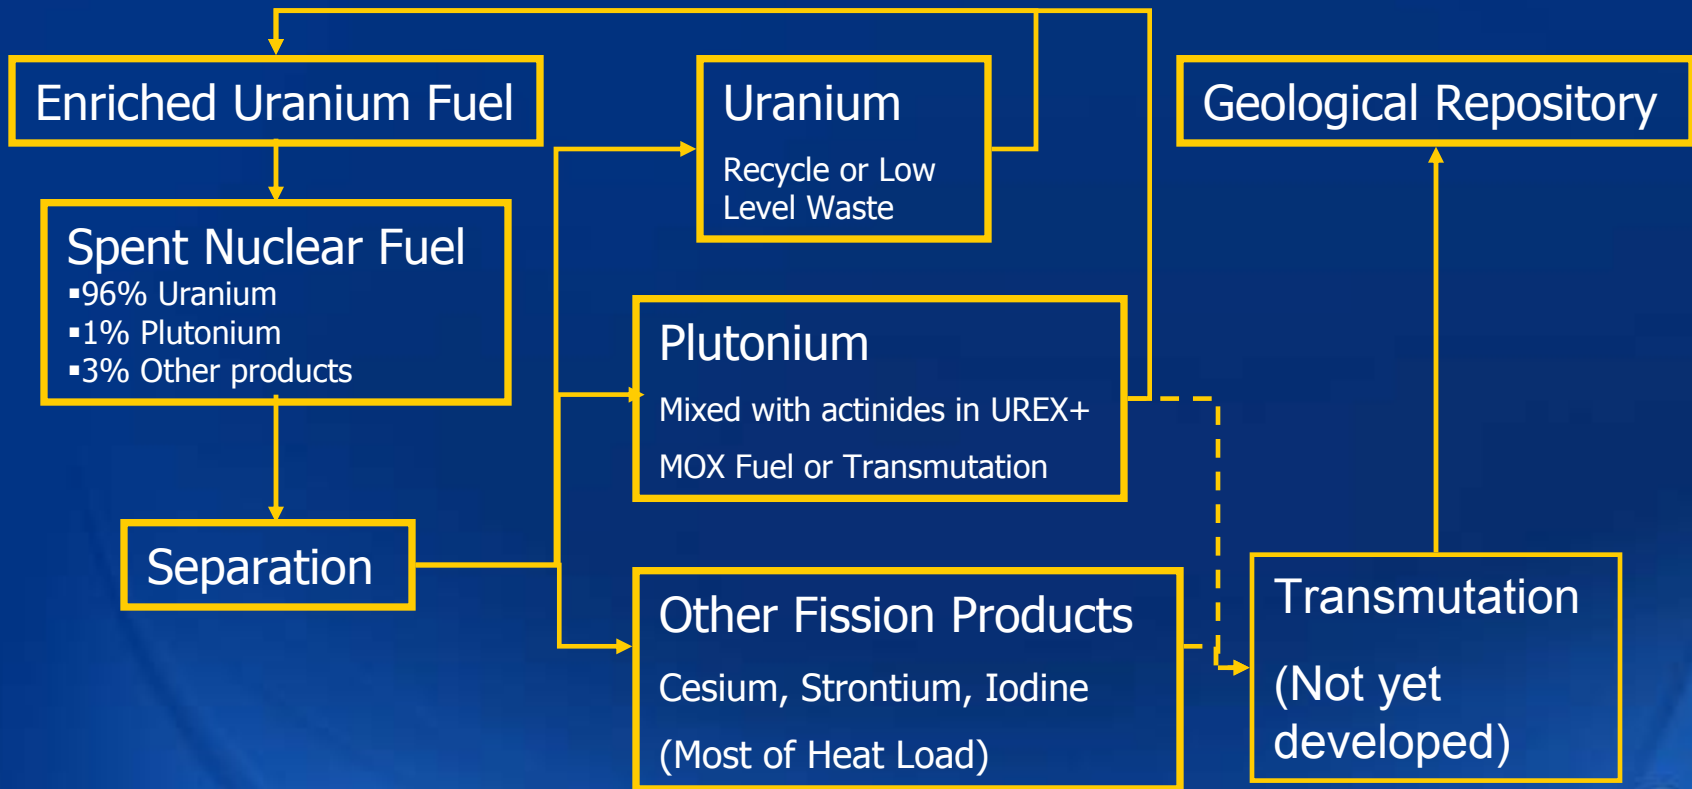 Enriched Uranium Fuel
Spent Nuclear Fuel
▪96% Uranium
▪1% Plutonium
▪3% Other products
Separation
Uranium
Recycle or Low
Level Waste
Plutonium
Mixed with actinides in UREX+
MOX Fuel or Transmutation
Other Fission Products
Cesium, Strontium, Iodine
(Most of Heat Load)
Geological Repository
Transmutation
(Not yet
developed)